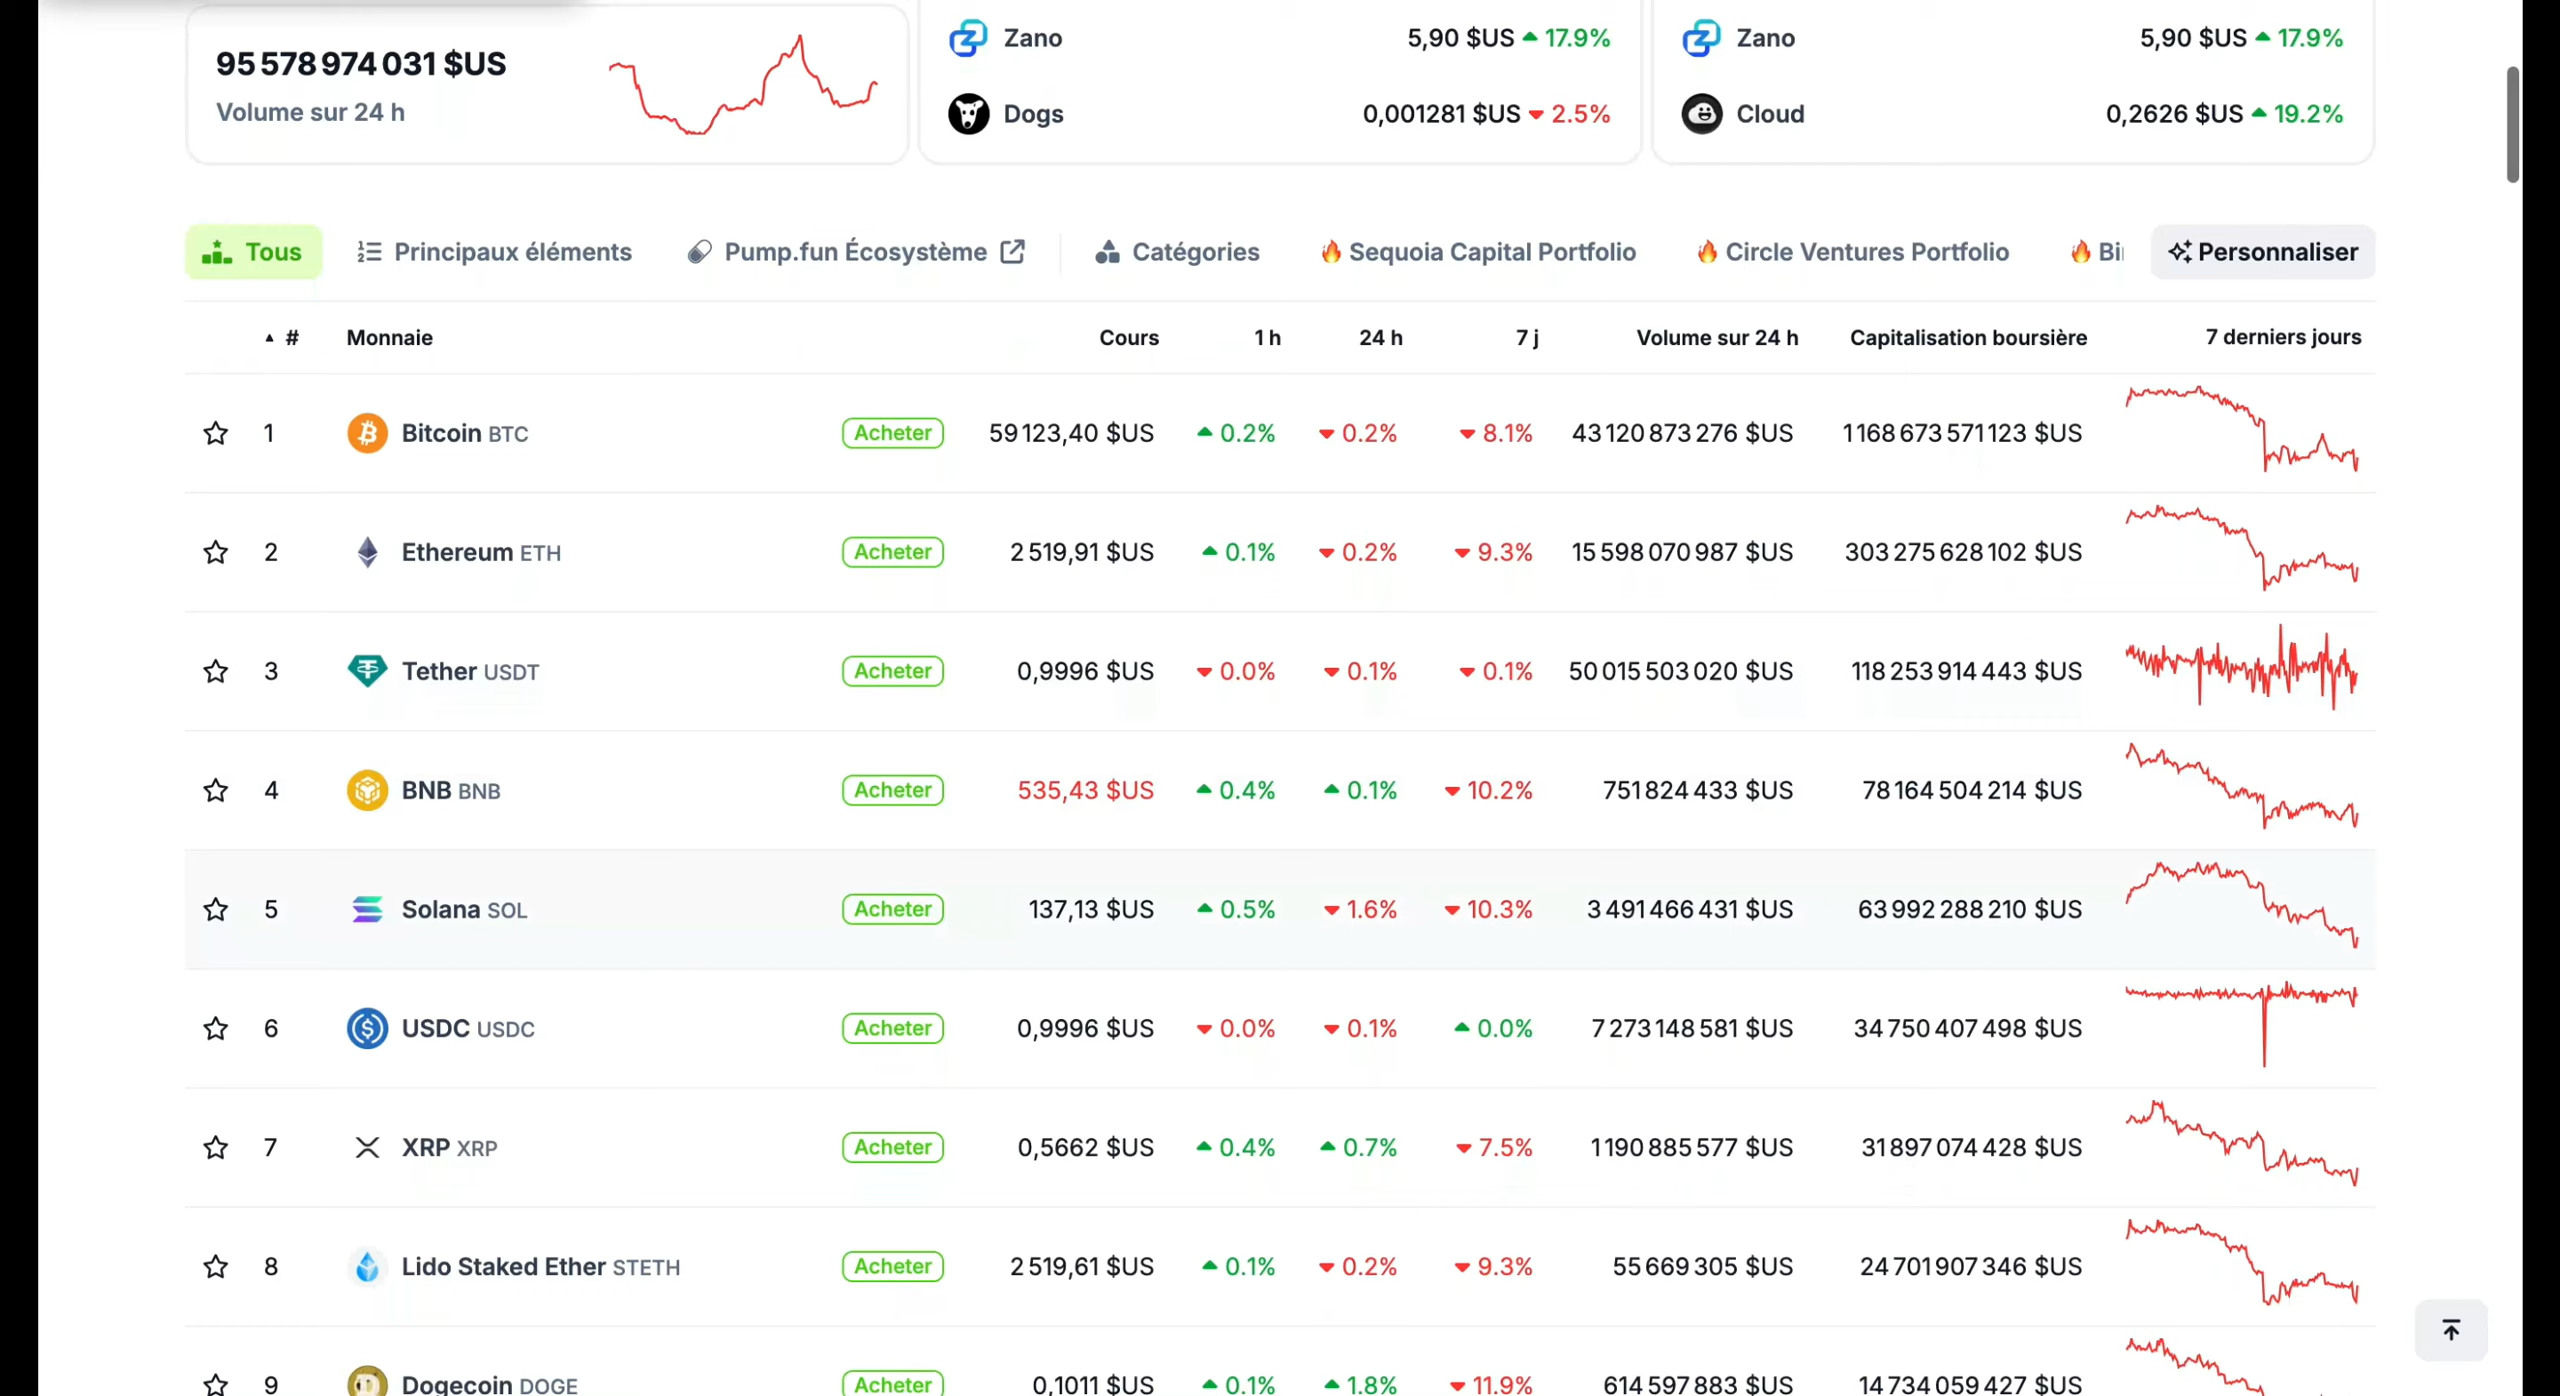 95 578 974 031 $US
Volume sur 24 h
Zano 5,90 $US 17.9%
Dogs 0,001281 $US 2.5%
Zano 5,90 $US 17.9%
Cloud 0,2626 $US 19.2%
Tous Principaux éléments Pump.fun Écosystème Catégories Sequoia Capital Portfolio Circle Ventures Portfolio Personnaliser
# Monnaie Cours 1 h 24 h 7 j Volume sur 24 h Capitalisation boursière 7 derniers jours
1 Bitcoin BTC Acheter 59 123,40 $US 0.2% 0.2% 8.1% 43 120 873 276 $US 1 168 673 571 123 $US
2 Ethereum ETH Acheter 2 519,91 $US 0.1% 0.2% 9.3% 15 598 070 987 $US 303 275 628 102 $US
3 Tether USDT Acheter 0,9996 $US 0.0% 0.1% 0.1% 50 015 503 020 $US 118 253 914 443 $US
4 BNB BNB Acheter 535,43 $US 0.4% 0.1% 10.2% 751 824 433 $US 78 164 504 214 $US
5 Solana SOL Acheter 137,13 $US 0.5% 1.6% 10.3% 3 491 466 431 $US 63 992 288 210 $US
6 USDC USDC Acheter 0,9996 $US 0.0% 0.1% 0.0% 7 273 148 581 $US 34 750 407 498 $US
7 XRP XRP Acheter 0,5662 $US 0.4% 0.7% 7.5% 1 190 885 577 $US 31 897 074 428 $US
8 Lido Staked Ether STETH Acheter 2 519,61 $US 0.1% 0.2% 9.3% 55 669 305 $US 24 701 907 346 $US
9 Dogecoin DOGE Acheter 0,1011 $US 0.1% 1.8% 11.9% 614 597 883 $US 14 734 059 427 $US